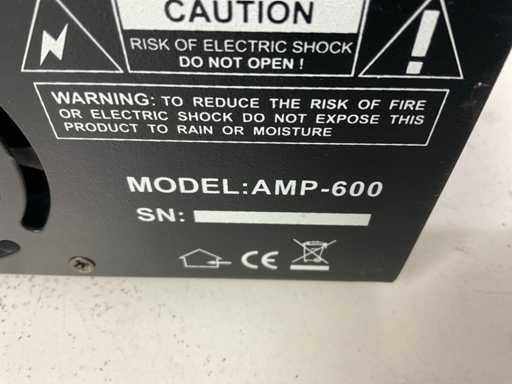 CAUTION
RISK OF ELECTRIC SHOCK
DO NOT OPEN !
WARNING: TO REDUCE THE RISK OF FIRE
OR ELECTRIC SHOCK DO NOT EXPOSE THIS
PRODUCT TO RAIN OR MOISTURE
MODEL:AMP-600
SN:
CE